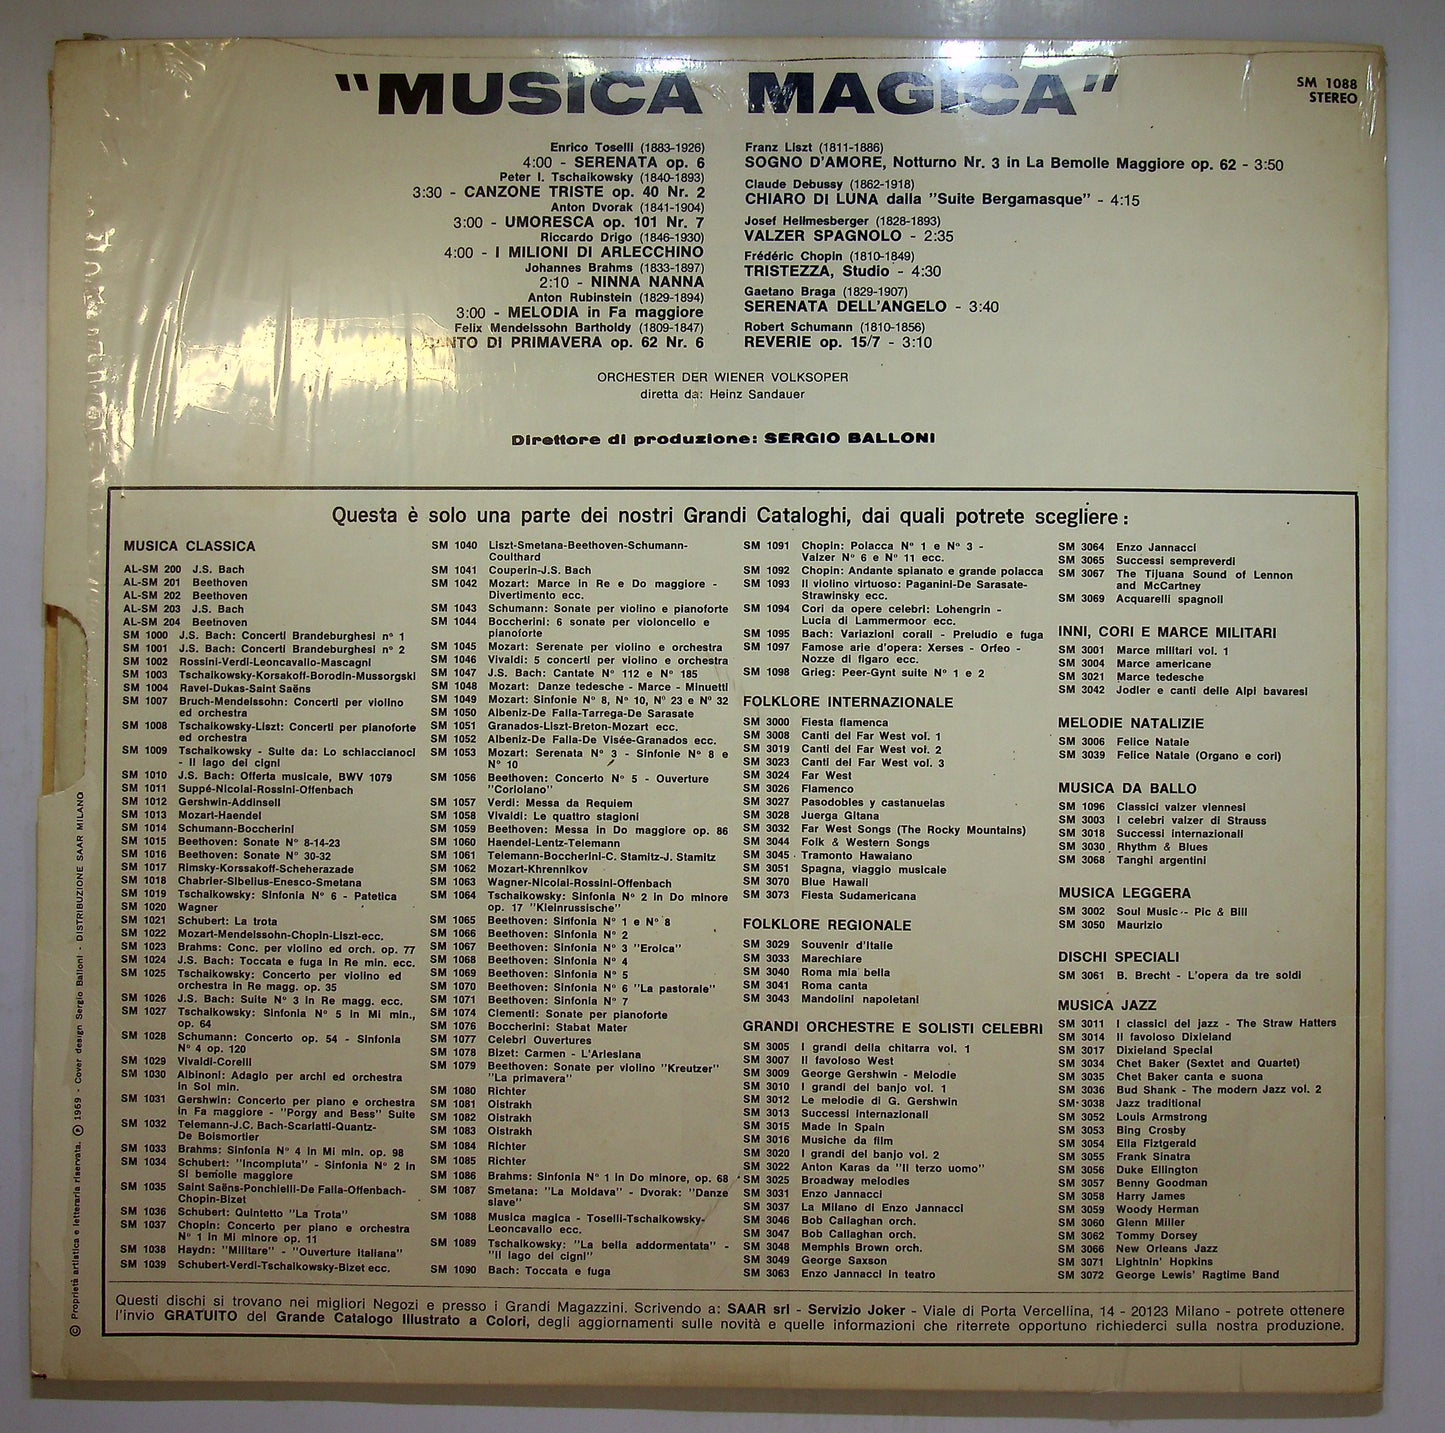 "MUSICA MAGICA"
SM 1088
STEREO
Enrico Toselli (1883-1926)
4:00 - SERENATA op. 6
Peter I. Tschaikowsky (1840-1893)
3:30 - CANZONE TRISTE op. 40 Nr. 2
Anton Dvorak (1841-1904)
3:00 - UMORESCA op. 101 Nr. 7
Riccardo Drigo (1846-1930)
4:00 - I MILIONI DI ARLECCHINO
Johannes Brahms (1833-1897)
2:10 - NINNA NANNA
Anton Rubinstein (1829-1894)
3:00 - MELODIA in Fa maggiore
Felix Mendelssohn Bartholdy (1809-1847)
DI PRIMAVERA op. 62 Nr. 6
Franz Liszt (1811-1886)
SOGNO D'AMORE, Notturno Nr. 3 in La Bemolle Maggiore op. 62 - 3:50
Claude Debussy (1862-1918)
CHIARO DI LUNA dalla "Suite Bergamasque" - 4:15
Josef Hellmesberger (1828-1893)
VALZER SPAGNOLO - 2:35
Frédéric Chopin (1810-1849)
TRISTEZZA, Studio - 4:30
Gaetano Braga (1829-1907)
SERENATA DELL'ANGELO - 3:40
Robert Schumann (1810-1856)
REVERIE op. 15/7 - 3:10
ORCHESTER DER WIENER VOLKSOPER
diretta da: Heinz Sandauer
Direttore di produzione: SERGIO BALLONI
Questa è solo una parte dei nostri Grandi Cataloghi, dai quali potrete scegliere:
MUSICA CLASSICA
AL-SM 200 J.S. Bach
AL-SM 201 Beethoven
AL-SM 202 Beethoven
AL-SM 203 J.S. Bach
AL-SM 204 Beethoven
SM 1000 J.S. Bach: Concerti Brandeburghesi n° 1
SM 1001 J.S. Bach: Concerti Brandeburghesi n° 2
SM 1002 Rossini-Verdi-Leoncavallo-Mascagni
SM 1003 Tschaikowsky-Korsakoff-Borodin-Mussorgski
SM 1004 Ravel-Dukas-Saint Saëns
SM 1007 Bruch-Mendelssohn: Concerti per violino
ed orchestra
SM 1008 Tschaikowsky-Liszt: Concerti per pianoforte
ed orchestra
SM 1009 Tschaikowsky - Suite da: Lo schiaccianoci
- Il lago dei cigni
SM 1010 J.S. Bach: Offerta musicale, BWV 1079
SM 1011 Suppé-Nicolai-Rossini-Offenbach
SM 1012 Gershwin-Addinsell
SM 1013 Mozart-Haendel
SM 1014 Schumann-Boccherini
SM 1015 Beethoven: Sonate N° 8-14-23
SM 1016 Beethoven: Sonate N° 30-32
SM 1017 Rimsky-Korssakoff-Scheherazade
SM 1018 Chabrier-Sibelius-Enesco-Smetana
SM 1019 Tschaikowsky: Sinfonia N° 6 - Patetica
SM 1020 Wagner
SM 1021 Schubert: La trota
SM 1022 Mozart-Mendelssohn-Chopin-Liszt-ecc.
SM 1023 Brahms: Conc. per violino ed orch. op. 77
SM 1024 J.S. Bach: Toccata e fuga in Re min. ecc.
SM 1025 Tschaikowsky: Concerto per violino ed
orchestra in Re magg. op. 35
SM 1026 J.S. Bach: Suite N° 3 in Re magg. ecc.
SM 1027 Tschaikowsky: Sinfonia N° 5 in Mi min.,
op. 64
SM 1028 Schumann: Concerto op. 54 - Sinfonia
N° 4 op. 120
SM 1029 Vivaldi-Corelli
SM 1030 Albinoni: Adagio per archi ed orchestra
in Sol min.
SM 1031 Gershwin: Concerto per piano e orchestra
in Fa maggiore - "Porgy and Bess" Suite
SM 1032 Telemann-J.C. Bach-Scarlatti-Quantz-
De Boismortier
SM 1033 Brahms: Sinfonia N° 4 in Mi min. op. 98
SM 1034 Schubert: "Incompiuta" - Sinfonia N° 2 in
Si bemolle maggiore
SM 1035 Saint Saëns-Ponchielli-De Falla-Offenbach-
Chopin-Bizet
SM 1036 Schubert: Quintetto "La Trota"
SM 1037 Chopin: Concerto per piano e orchestra
N° 1 in Mi minore op. 11
SM 1038 Haydn: "Militare" - "Ouverture italiana"
SM 1039 Schubert-Verdi-Tschaikowsky-Bizet ecc.
SM 1040 Liszt-Smetana-Beethoven-Schumann-
Coulthard
SM 1041 Couperin-J.S. Bach
SM 1042 Mozart: Marce in Re e Do maggiore -
Divertimento ecc.
SM 1043 Schumann: Sonate per violino e pianoforte
SM 1044 Boccherini: 6 sonate per violoncello e
pianoforte
SM 1045 Mozart: Serenate per violino e orchestra
SM 1046 Vivaldi: 5 concerti per violino e orchestra
SM 1047 J.S. Bach: Cantate N° 112 e N° 185
SM 1048 Mozart: Danze tedesche - Marce - Minuetti
SM 1049 Mozart: Sinfonie N° 8, N° 10, N° 23 e N° 32
SM 1050 Albeniz-De Falla-Tarrega-De Sarasate
SM 1051 Granados-Liszt-Breton-Mozart ecc.
SM 1052 Albeniz-De Falla-De Visée-Granados ecc.
SM 1053 Mozart: Serenata N° 3 - Sinfonie N° 8 e
N° 10
SM 1056 Beethoven: Concerto N° 5 - Ouverture
"Coriolano"
SM 1057 Verdi: Messa da Requiem
SM 1058 Vivaldi: Le quattro stagioni
SM 1059 Beethoven: Messa in Do maggiore op. 86
SM 1060 Haendel-Lentz-Telemann
SM 1061 Telemann-Boccherini-C. Stamitz-J. Stamitz
SM 1062 Mozart-Khrennikov
SM 1063 Wagner-Nicolai-Rossini-Offenbach
SM 1064 Tschaikowsky: Sinfonia N° 2 in Do minore
op. 17 "Kleinrussische"
SM 1065 Beethoven: Sinfonia N° 1 e N° 8
SM 1066 Beethoven: Sinfonia N° 2
SM 1067 Beethoven: Sinfonia N° 3 "Eroica"
SM 1068 Beethoven: Sinfonia N° 4
SM 1069 Beethoven: Sinfonia N° 5
SM 1070 Beethoven: Sinfonia N° 6 "La pastorale"
SM 1071 Beethoven: Sinfonia N° 7
SM 1074 Clementi: Sonate per pianoforte
SM 1076 Boccherini: Stabat Mater
SM 1077 Celebri Ouvertures
SM 1078 Bizet: Carmen - L'Arlesiana
SM 1079 Beethoven: Sonate per violino "Kreutzer"
"La primavera"
SM 1080 Richter
SM 1081 Oistrakh
SM 1082 Oistrakh
SM 1083 Oistrakh
SM 1084 Richter
SM 1085 Richter
SM 1086 Brahms: Sinfonia N° 1 in Do minore, op. 68
SM 1087 Smetana: "La Moldava" - Dvorak: "Danze
slave"
SM 1088 Musica magica - Toselli-Tschaikowsky-
Leoncavallo ecc.
SM 1089 Tschaikowsky: "La bella addormentata" -
"Il lago dei cigni"
SM 1090 Bach: Toccata e fuga
SM 1091 Chopin: Polacca N° 1 e N° 3 -
Valzer N° 6 e N° 11 ecc.
SM 1092 Chopin: Andante spianato e grande polacca
SM 1093 Il violino virtuoso: Paganini-De Sarasate-
Strawinsky ecc.
SM 1094 Cori da opere celebri: Lohengrin -
Lucia di Lammermoor ecc.
SM 1095 Bach: Variazioni corali - Preludio e fuga
SM 1097 Famose arie d'opera: Xerses - Orfeo -
Nozze di figaro ecc.
SM 1098 Grieg: Peer-Gynt suite N° 1 e 2
FOLKLORE INTERNAZIONALE
SM 3000 Fiesta flamenca
SM 3008 Canti del Far West vol. 1
SM 3019 Canti del Far West vol. 2
SM 3023 Canti del Far West vol. 3
SM 3024 Far West
SM 3026 Flamenco
SM 3027 Pasodobles y castanuelas
SM 3028 Juerga Gitana
SM 3032 Far West Songs (The Rocky Mountains)
SM 3044 Folk & Western Songs
SM 3045 Tramonto Hawaiano
SM 3051 Spagna, viaggio musicale
SM 3070 Blue Hawaii
SM 3073 Fiesta Sudamericana
FOLKLORE REGIONALE
SM 3029 Souvenir d'Italie
SM 3033 Marechiare
SM 3040 Roma mia bella
SM 3041 Roma canta
SM 3043 Mandolini napoletani
GRANDI ORCHESTRE E SOLISTI CELEBRI
SM 3005 I grandi della chitarra vol. 1
SM 3007 Il favoloso West
SM 3009 George Gershwin - Melodie
SM 3010 I grandi del banjo vol. 1
SM 3012 Le melodie di G. Gershwin
SM 3013 Successi Internazionali
SM 3015 Made in Spain
SM 3016 Musiche da film
SM 3020 I grandi del banjo vol. 2
SM 3022 Anton Karas da "Il terzo uomo"
SM 3025 Broadway melodies
SM 3031 Enzo Jannacci
SM 3037 La Milano di Enzo Jannacci
SM 3046 Bob Callaghan orch.
SM 3047 Bob Callaghan orch.
SM 3048 Memphis Brown orch.
SM 3049 George Saxson
SM 3063 Enzo Jannacci in teatro
SM 3064 Enzo Jannacci
SM 3065 Successi sempreverdi
SM 3067 The Tijuana Sound of Lennon
and McCartney
SM 3069 Acquarelli spagnoli
INNI, CORI E MARCE MILITARI
SM 3001 Marce militari vol. 1
SM 3004 Marce americane
SM 3021 Marce tedesche
SM 3042 Jodler e canti delle Alpi bavaresi
MELODIE NATALIZIE
SM 3006 Felice Natale
SM 3039 Felice Natale (Organo e cori)
MUSICA DA BALLO
SM 1096 Classici valzer viennesi
SM 3003 I celebri valzer di Strauss
SM 3018 Successi internazionali
SM 3030 Rhythm & Blues
SM 3068 Tanghi argentini
MUSICA LEGGERA
SM 3002 Soul Music - Pic & Bill
SM 3050 Maurizio
DISCHI SPECIALI
SM 3061 B. Brecht - L'opera da tre soldi
MUSICA JAZZ
SM 3011 I classici del jazz - The Straw Hatters
SM 3014 Il favoloso Dixieland
SM 3017 Dixieland Special
SM 3034 Chet Baker (Sextet and Quartet)
SM 3035 Chet Baker canta e suona
SM 3036 Bud Shank - The modern Jazz vol. 2
SM 3038 Jazz traditional
SM 3052 Louis Armstrong
SM 3053 Bing Crosby
SM 3054 Ella Fiztgerald
SM 3055 Frank Sinatra
SM 3056 Duke Ellington
SM 3057 Benny Goodman
SM 3058 Harry James
SM 3059 Woody Herman
SM 3060 Glenn Miller
SM 3062 Tommy Dorsey
SM 3066 New Orleans Jazz
SM 3071 Lightnin' Hopkins
SM 3072 George Lewis' Ragtime Band
Questi dischi si trovano nei migliori Negozi e presso i Grandi Magazzini. Scrivendo a: SAAR srl - Servizio Joker - Viale di Porta Vercellina, 14 - 20123 Milano - potrete ottenere
l'invio GRATUITO del Grande Catalogo Illustrato a Colori, degli aggiornamenti sulle novità e quelle informazioni che riterrete opportuno richiederci sulla nostra produzione.
© Proprietà artistica e letteraria riservata. ℗ 1969 - Cover design Sergio Balloni - DISTRIBUZIONE SAAR MILANO